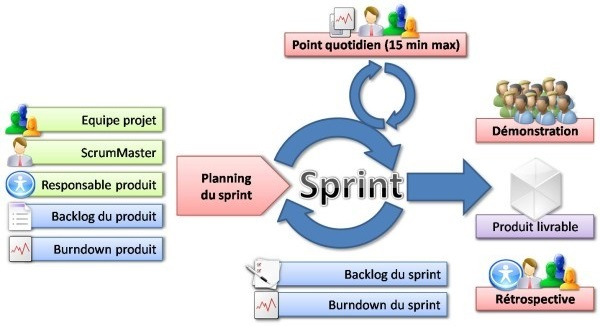 Point quotidien (15 min max)
Equipe projet
ScrumMaster
Responsable produit
Backlog du produit
Burndown produit
Planning
du sprint
Sprint
Démonstration
Produit livrable
Rétrospective
Backlog du sprint
Burndown du sprint